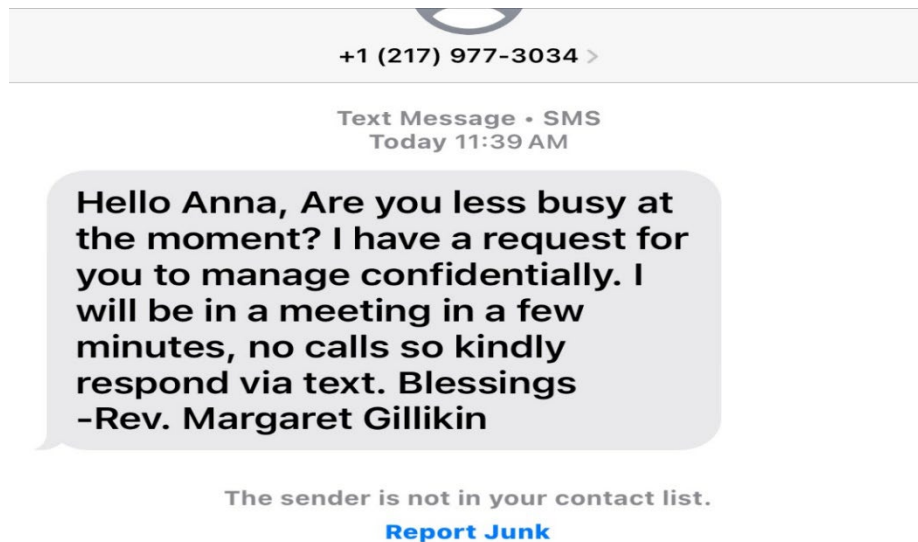 +1 (217) 977-3034 >
Text Message • SMS
Today 11:39 AM
Hello Anna, Are you less busy at
the moment? I have a request for
you to manage confidentially. I
will be in a meeting in a few
minutes, no calls so kindly
respond via text. Blessings
-Rev. Margaret Gillikin
The sender is not in your contact list.
Report Junk